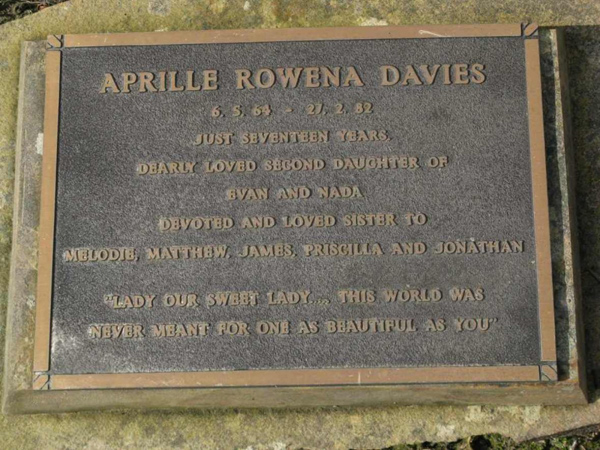 APRILLE ROWENA DAVIES
6. 5. 64 - 27. 2. 82
JUST SEVENTEEN YEARS.
DEARLY LOVED SECOND DAUGHTER OF
EVAN AND NADA
DEVOTED AND LOVED SISTER TO
MELODIE, MATTHEW, JAMES, PRISCILLA AND JONATHAN
"LADY OUR SWEET LADY... THIS WORLD WAS
NEVER MEANT FOR ONE AS BEAUTIFUL AS YOU"